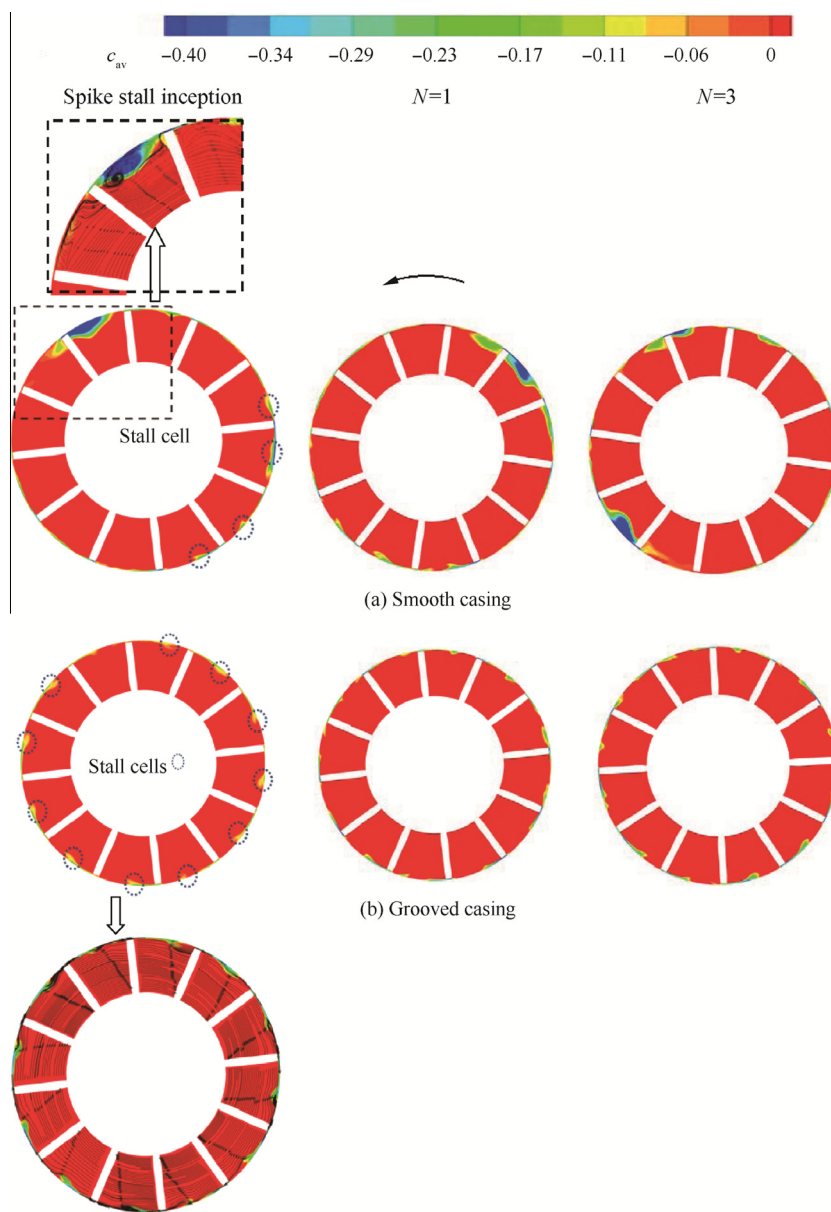 c_av −0.40 −0.34 −0.29 −0.23 −0.17 −0.11 −0.06 0
Spike stall inception N=1 N=3
Stall cell
(a) Smooth casing
Stall cells
(b) Grooved casing